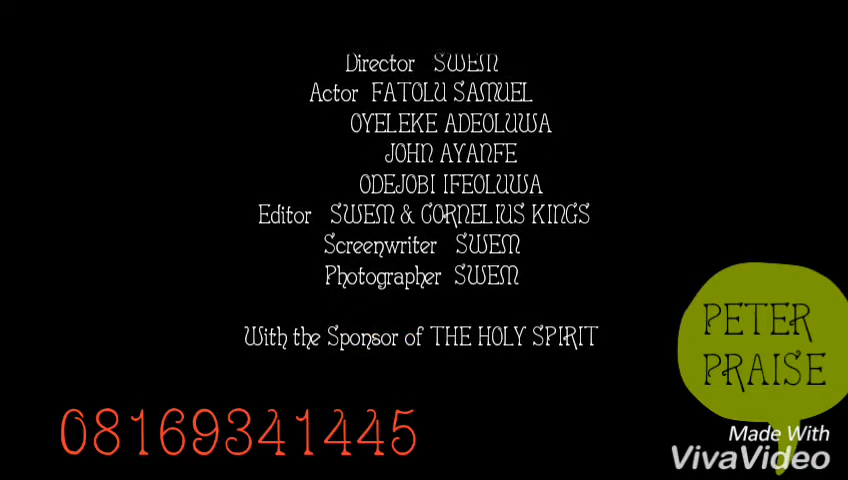 Director SWEM
Actor FATOLU SAMUEL
OYELEKE ADEOLUWA
JOHN AYANFE
ODEJOBI IFEOLUWA
Editor SWEM & CORNELIUS KINGS
Screenwriter SWEM
Photographer SWEM
With the Sponsor of THE HOLY SPIRIT
PETER
PRAISE
08169341445
Made With
VivaVideo